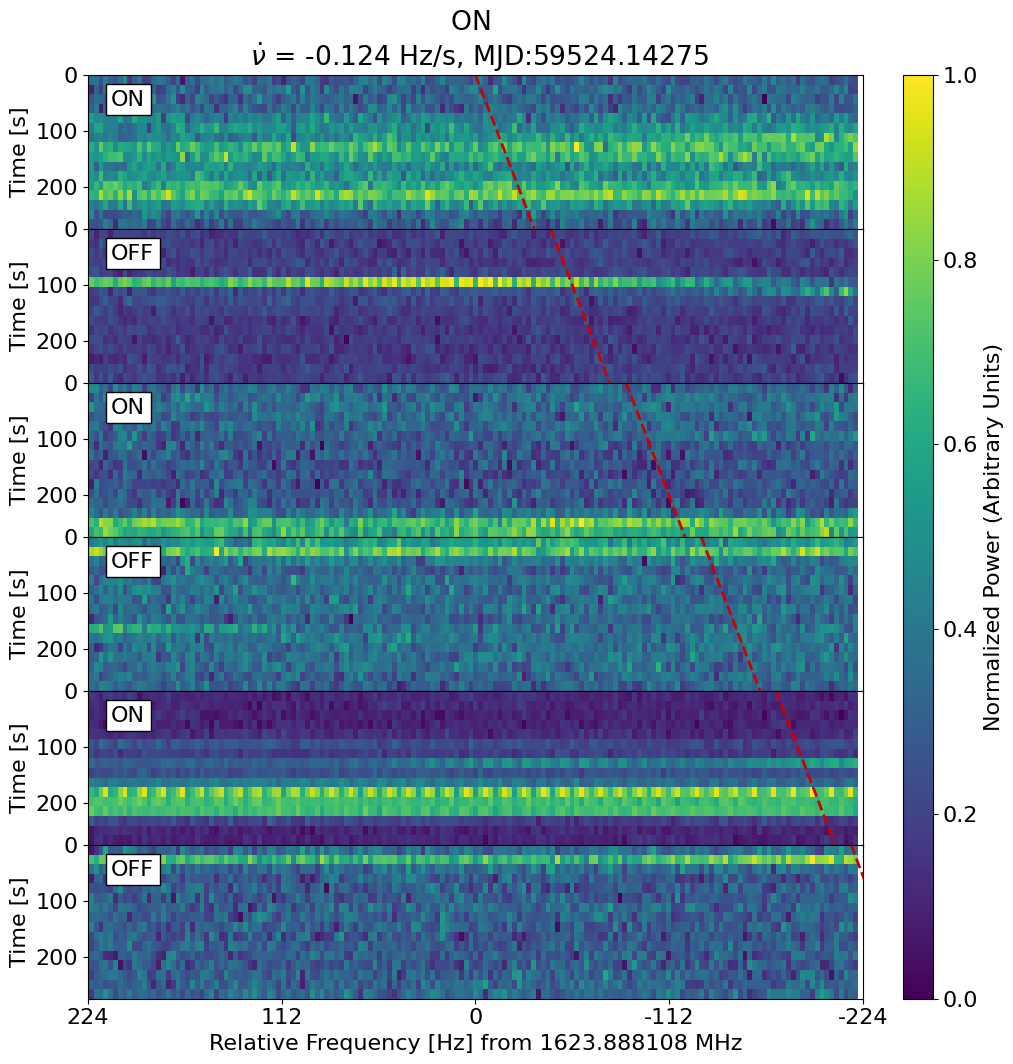 ON
ν̇ = -0.124 Hz/s, MJD:59524.14275
0
ON
100
200
Time [s]
0
OFF
100
200
Time [s]
0
ON
100
200
Time [s]
0
OFF
100
200
Time [s]
0
ON
100
200
Time [s]
0
OFF
100
200
Time [s]
224 112 0 -112 -224
Relative Frequency [Hz] from 1623.888108 MHz
1.0
0.8
0.6
0.4
0.2
0.0
Normalized Power (Arbitrary Units)